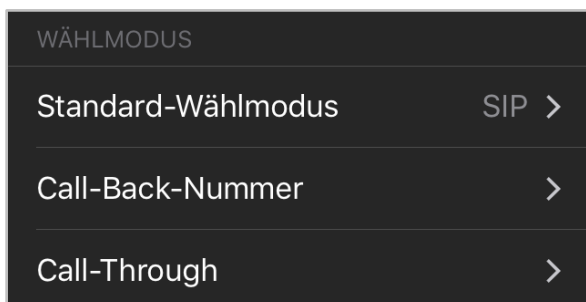 WÄHLMODUS
Standard-Wählmodus SIP
Call-Back-Nummer
Call-Through